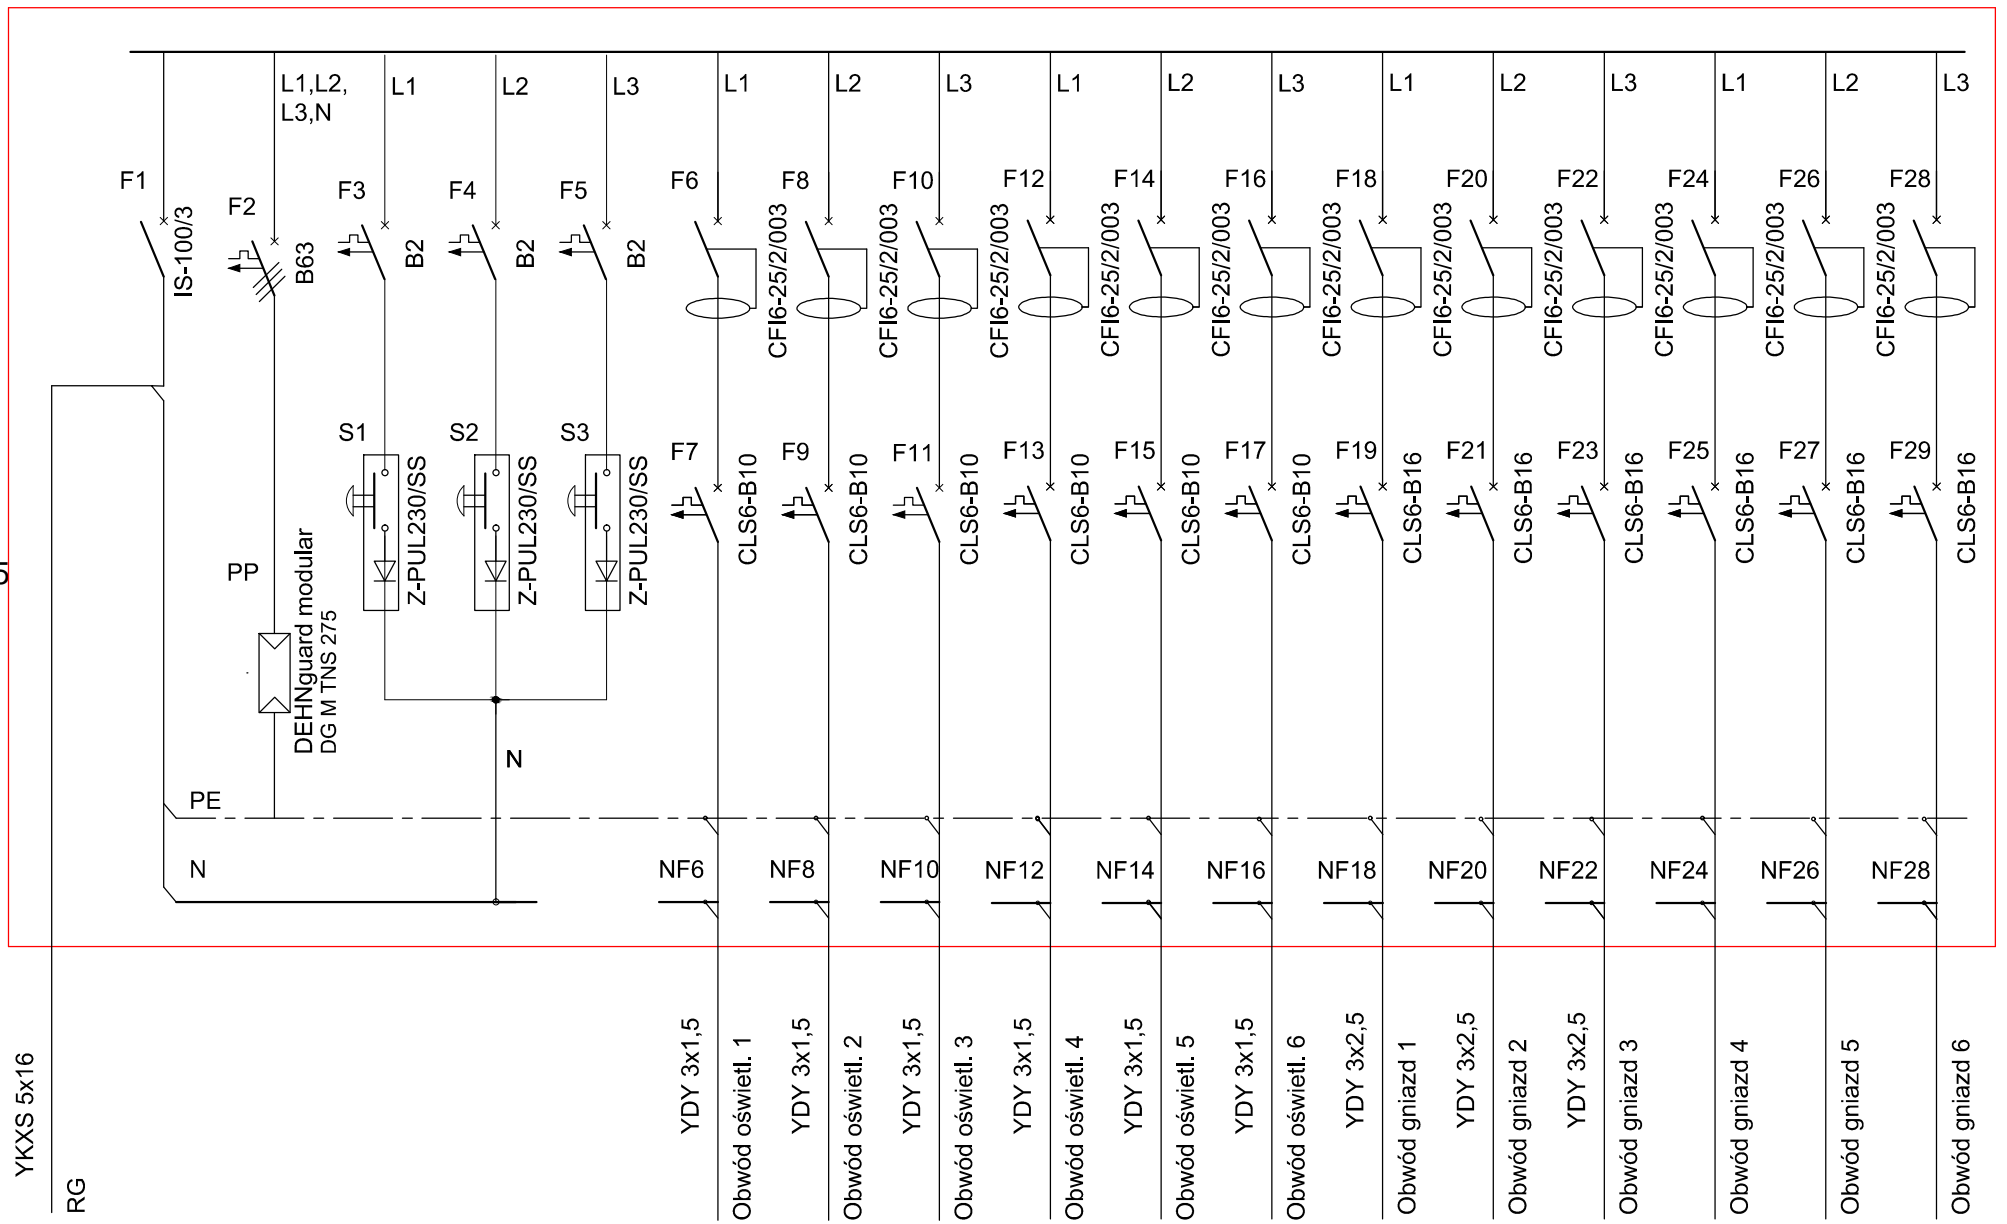 L1,L2,
L3,N
L1
L2
L3
L1
L2
L3
L1
L2
L3
L1
L2
L3
L1
L2
L3
F1
IS-100/3
F2
B63
F3
B2
F4
B2
F5
B2
F6
CFI6-25/2/003
F8
CFI6-25/2/003
F10
CFI6-25/2/003
F12
CFI6-25/2/003
F14
CFI6-25/2/003
F16
CFI6-25/2/003
F18
CFI6-25/2/003
F20
CFI6-25/2/003
F22
CFI6-25/2/003
F24
CFI6-25/2/003
F26
CFI6-25/2/003
F28
S1
Z-PUL230/SS
S2
Z-PUL230/SS
S3
Z-PUL230/SS
F7
CLS6-B10
F9
CLS6-B10
F11
CLS6-B10
F13
CLS6-B10
F15
CLS6-B10
F17
CLS6-B10
F19
CLS6-B16
F21
CLS6-B16
F23
CLS6-B16
F25
CLS6-B16
F27
CLS6-B16
F29
CLS6-B16
PP
DEHNguard modular
DG M TNS 275
N
PE
N
NF6
NF8
NF10
NF12
NF14
NF16
NF18
NF20
NF22
NF24
NF26
NF28
YKXS 5x16
RG
YDY 3x1,5
Obwód oświetl. 1
YDY 3x1,5
Obwód oświetl. 2
YDY 3x1,5
Obwód oświetl. 3
YDY 3x1,5
Obwód oświetl. 4
YDY 3x1,5
Obwód oświetl. 5
YDY 3x1,5
Obwód oświetl. 6
YDY 3x2,5
Obwód gniazd 1
YDY 3x2,5
Obwód gniazd 2
YDY 3x2,5
Obwód gniazd 3
Obwód gniazd 4
Obwód gniazd 5
Obwód gniazd 6